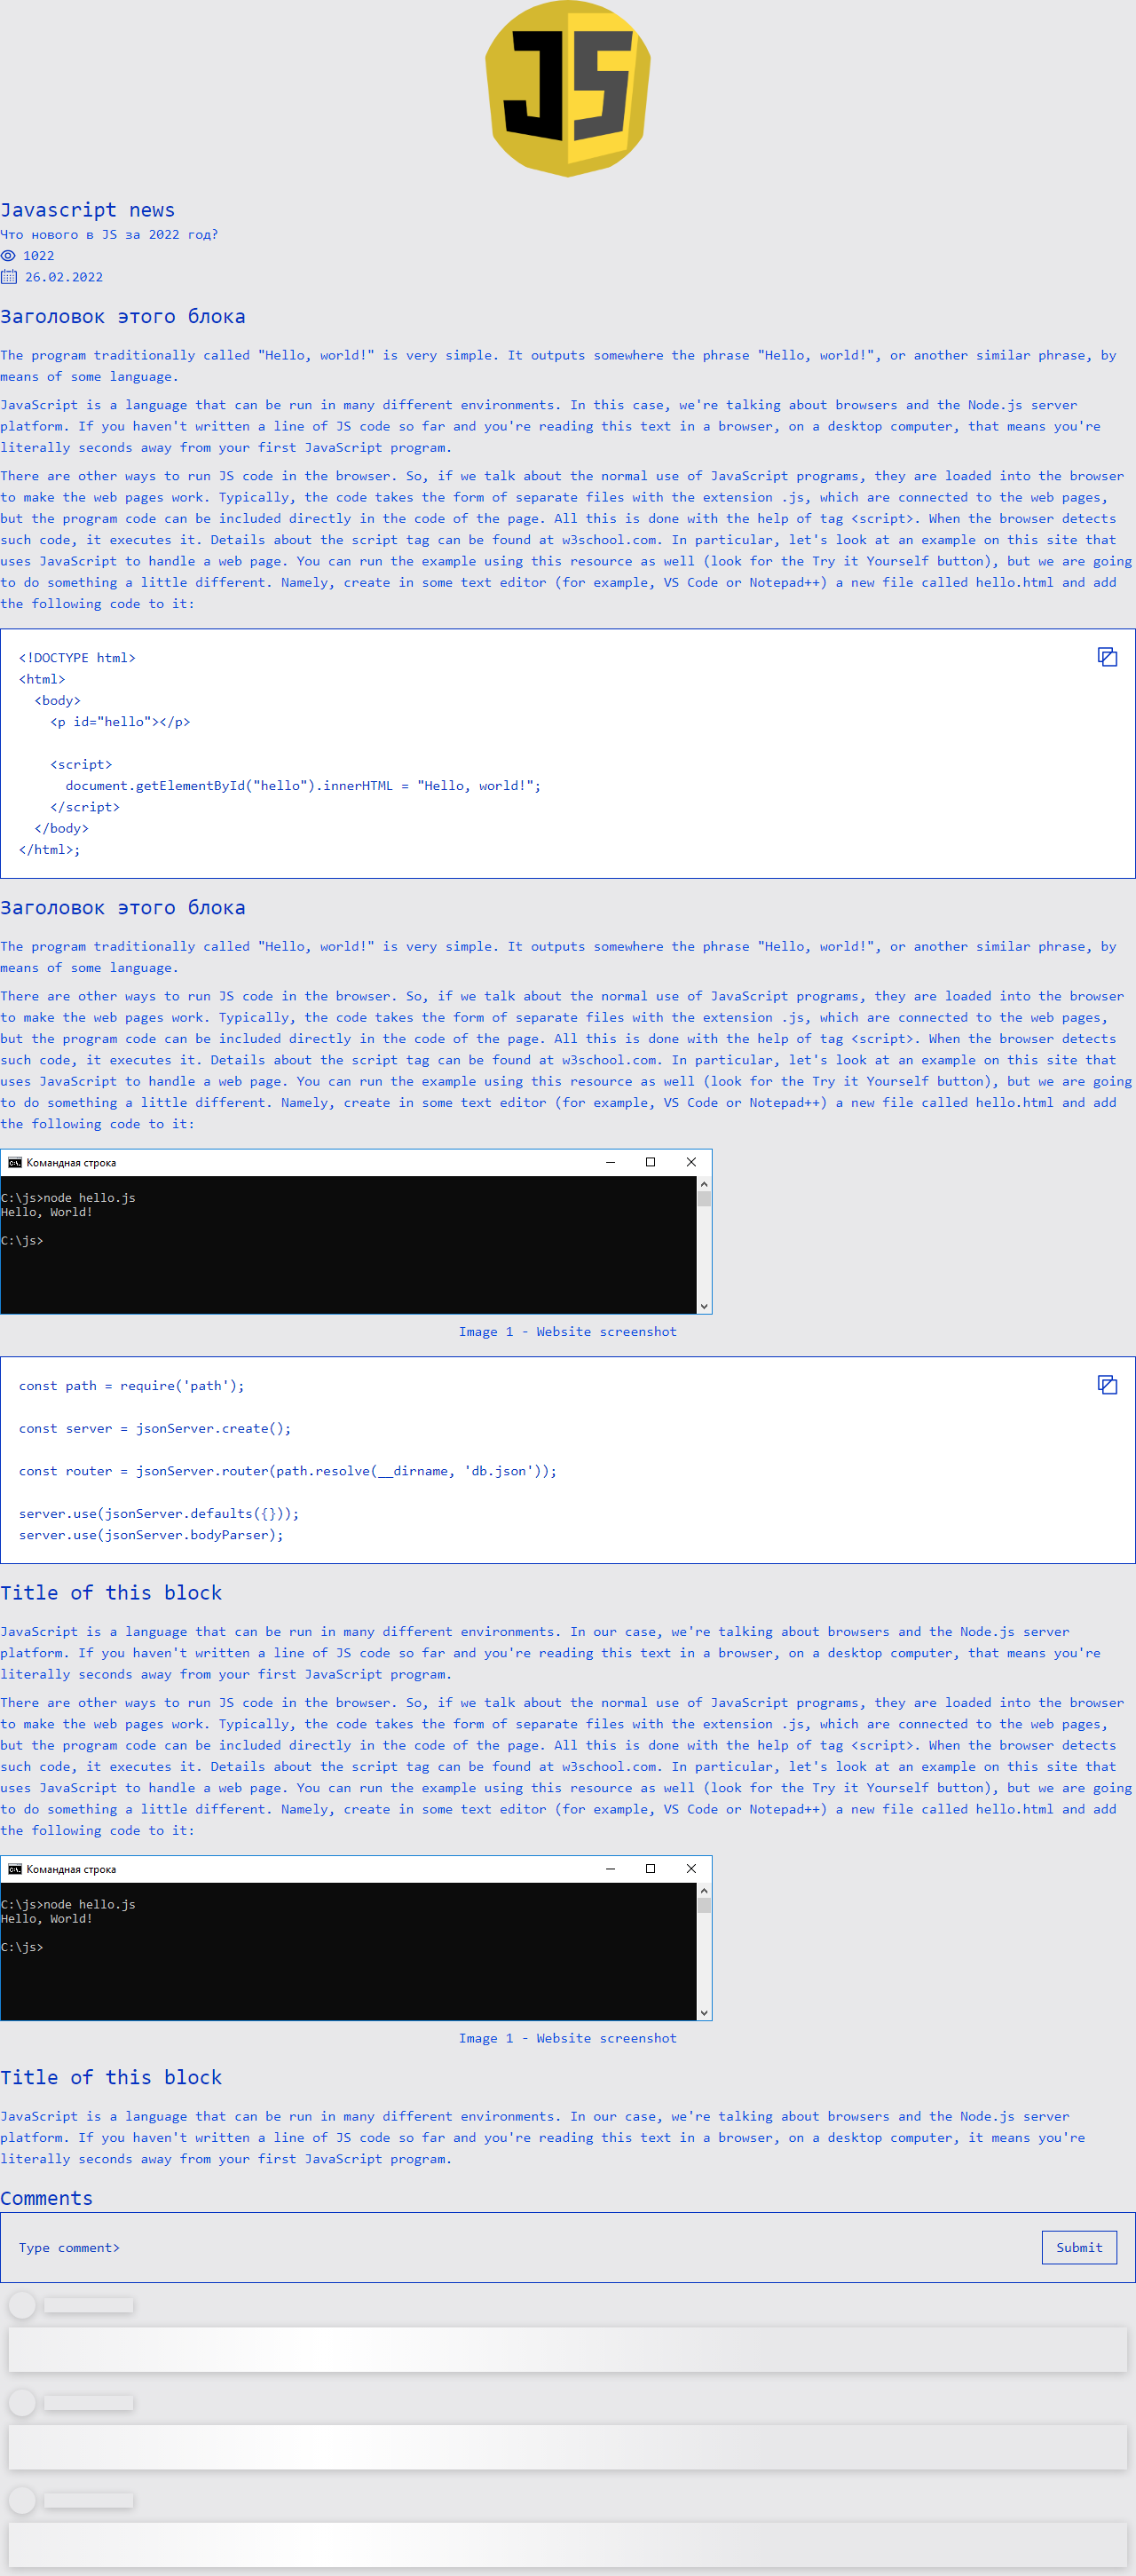 JS
Javascript news
Что нового в JS за 2022 год?
1022
26.02.2022
Заголовок этого блока
The program traditionally called "Hello, world!" is very simple. It outputs somewhere the phrase "Hello, world!", or another similar phrase, by
means of some language.
JavaScript is a language that can be run in many different environments. In this case, we're talking about browsers and the Node.js server
platform. If you haven't written a line of JS code so far and you're reading this text in a browser, on a desktop computer, that means you're
literally seconds away from your first JavaScript program.
There are other ways to run JS code in the browser. So, if we talk about the normal use of JavaScript programs, they are loaded into the browser
to make the web pages work. Typically, the code takes the form of separate files with the extension .js, which are connected to the web pages,
but the program code can be included directly in the code of the page. All this is done with the help of tag <script>. When the browser detects
such code, it executes it. Details about the script tag can be found at w3school.com. In particular, let's look at an example on this site that
uses JavaScript to handle a web page. You can run the example using this resource as well (look for the Try it Yourself button), but we are going
to do something a little different. Namely, create in some text editor (for example, VS Code or Notepad++) a new file called hello.html and add
the following code to it:
<!DOCTYPE html>
<html>
<body>
<p id="hello"></p>
<script>
document.getElementById("hello").innerHTML = "Hello, world!";
</script>
</body>
</html>;
Заголовок этого блока
The program traditionally called "Hello, world!" is very simple. It outputs somewhere the phrase "Hello, world!", or another similar phrase, by
means of some language.
There are other ways to run JS code in the browser. So, if we talk about the normal use of JavaScript programs, they are loaded into the browser
to make the web pages work. Typically, the code takes the form of separate files with the extension .js, which are connected to the web pages,
but the program code can be included directly in the code of the page. All this is done with the help of tag <script>. When the browser detects
such code, it executes it. Details about the script tag can be found at w3school.com. In particular, let's look at an example on this site that
uses JavaScript to handle a web page. You can run the example using this resource as well (look for the Try it Yourself button), but we are going
to do something a little different. Namely, create in some text editor (for example, VS Code or Notepad++) a new file called hello.html and add
the following code to it:
Командная строка
C:\js>node hello.js
Hello, World!
C:\js>
Image 1 - Website screenshot
const path = require('path');
const server = jsonServer.create();
const router = jsonServer.router(path.resolve(__dirname, 'db.json'));
server.use(jsonServer.defaults({}));
server.use(jsonServer.bodyParser);
Title of this block
JavaScript is a language that can be run in many different environments. In our case, we're talking about browsers and the Node.js server
platform. If you haven't written a line of JS code so far and you're reading this text in a browser, on a desktop computer, that means you're
literally seconds away from your first JavaScript program.
There are other ways to run JS code in the browser. So, if we talk about the normal use of JavaScript programs, they are loaded into the browser
to make the web pages work. Typically, the code takes the form of separate files with the extension .js, which are connected to the web pages,
but the program code can be included directly in the code of the page. All this is done with the help of tag <script>. When the browser detects
such code, it executes it. Details about the script tag can be found at w3school.com. In particular, let's look at an example on this site that
uses JavaScript to handle a web page. You can run the example using this resource as well (look for the Try it Yourself button), but we are going
to do something a little different. Namely, create in some text editor (for example, VS Code or Notepad++) a new file called hello.html and add
the following code to it:
Командная строка
C:\js>node hello.js
Hello, World!
C:\js>
Image 1 - Website screenshot
Title of this block
JavaScript is a language that can be run in many different environments. In our case, we're talking about browsers and the Node.js server
platform. If you haven't written a line of JS code so far and you're reading this text in a browser, on a desktop computer, it means you're
literally seconds away from your first JavaScript program.
Comments
Type comment>
Submit